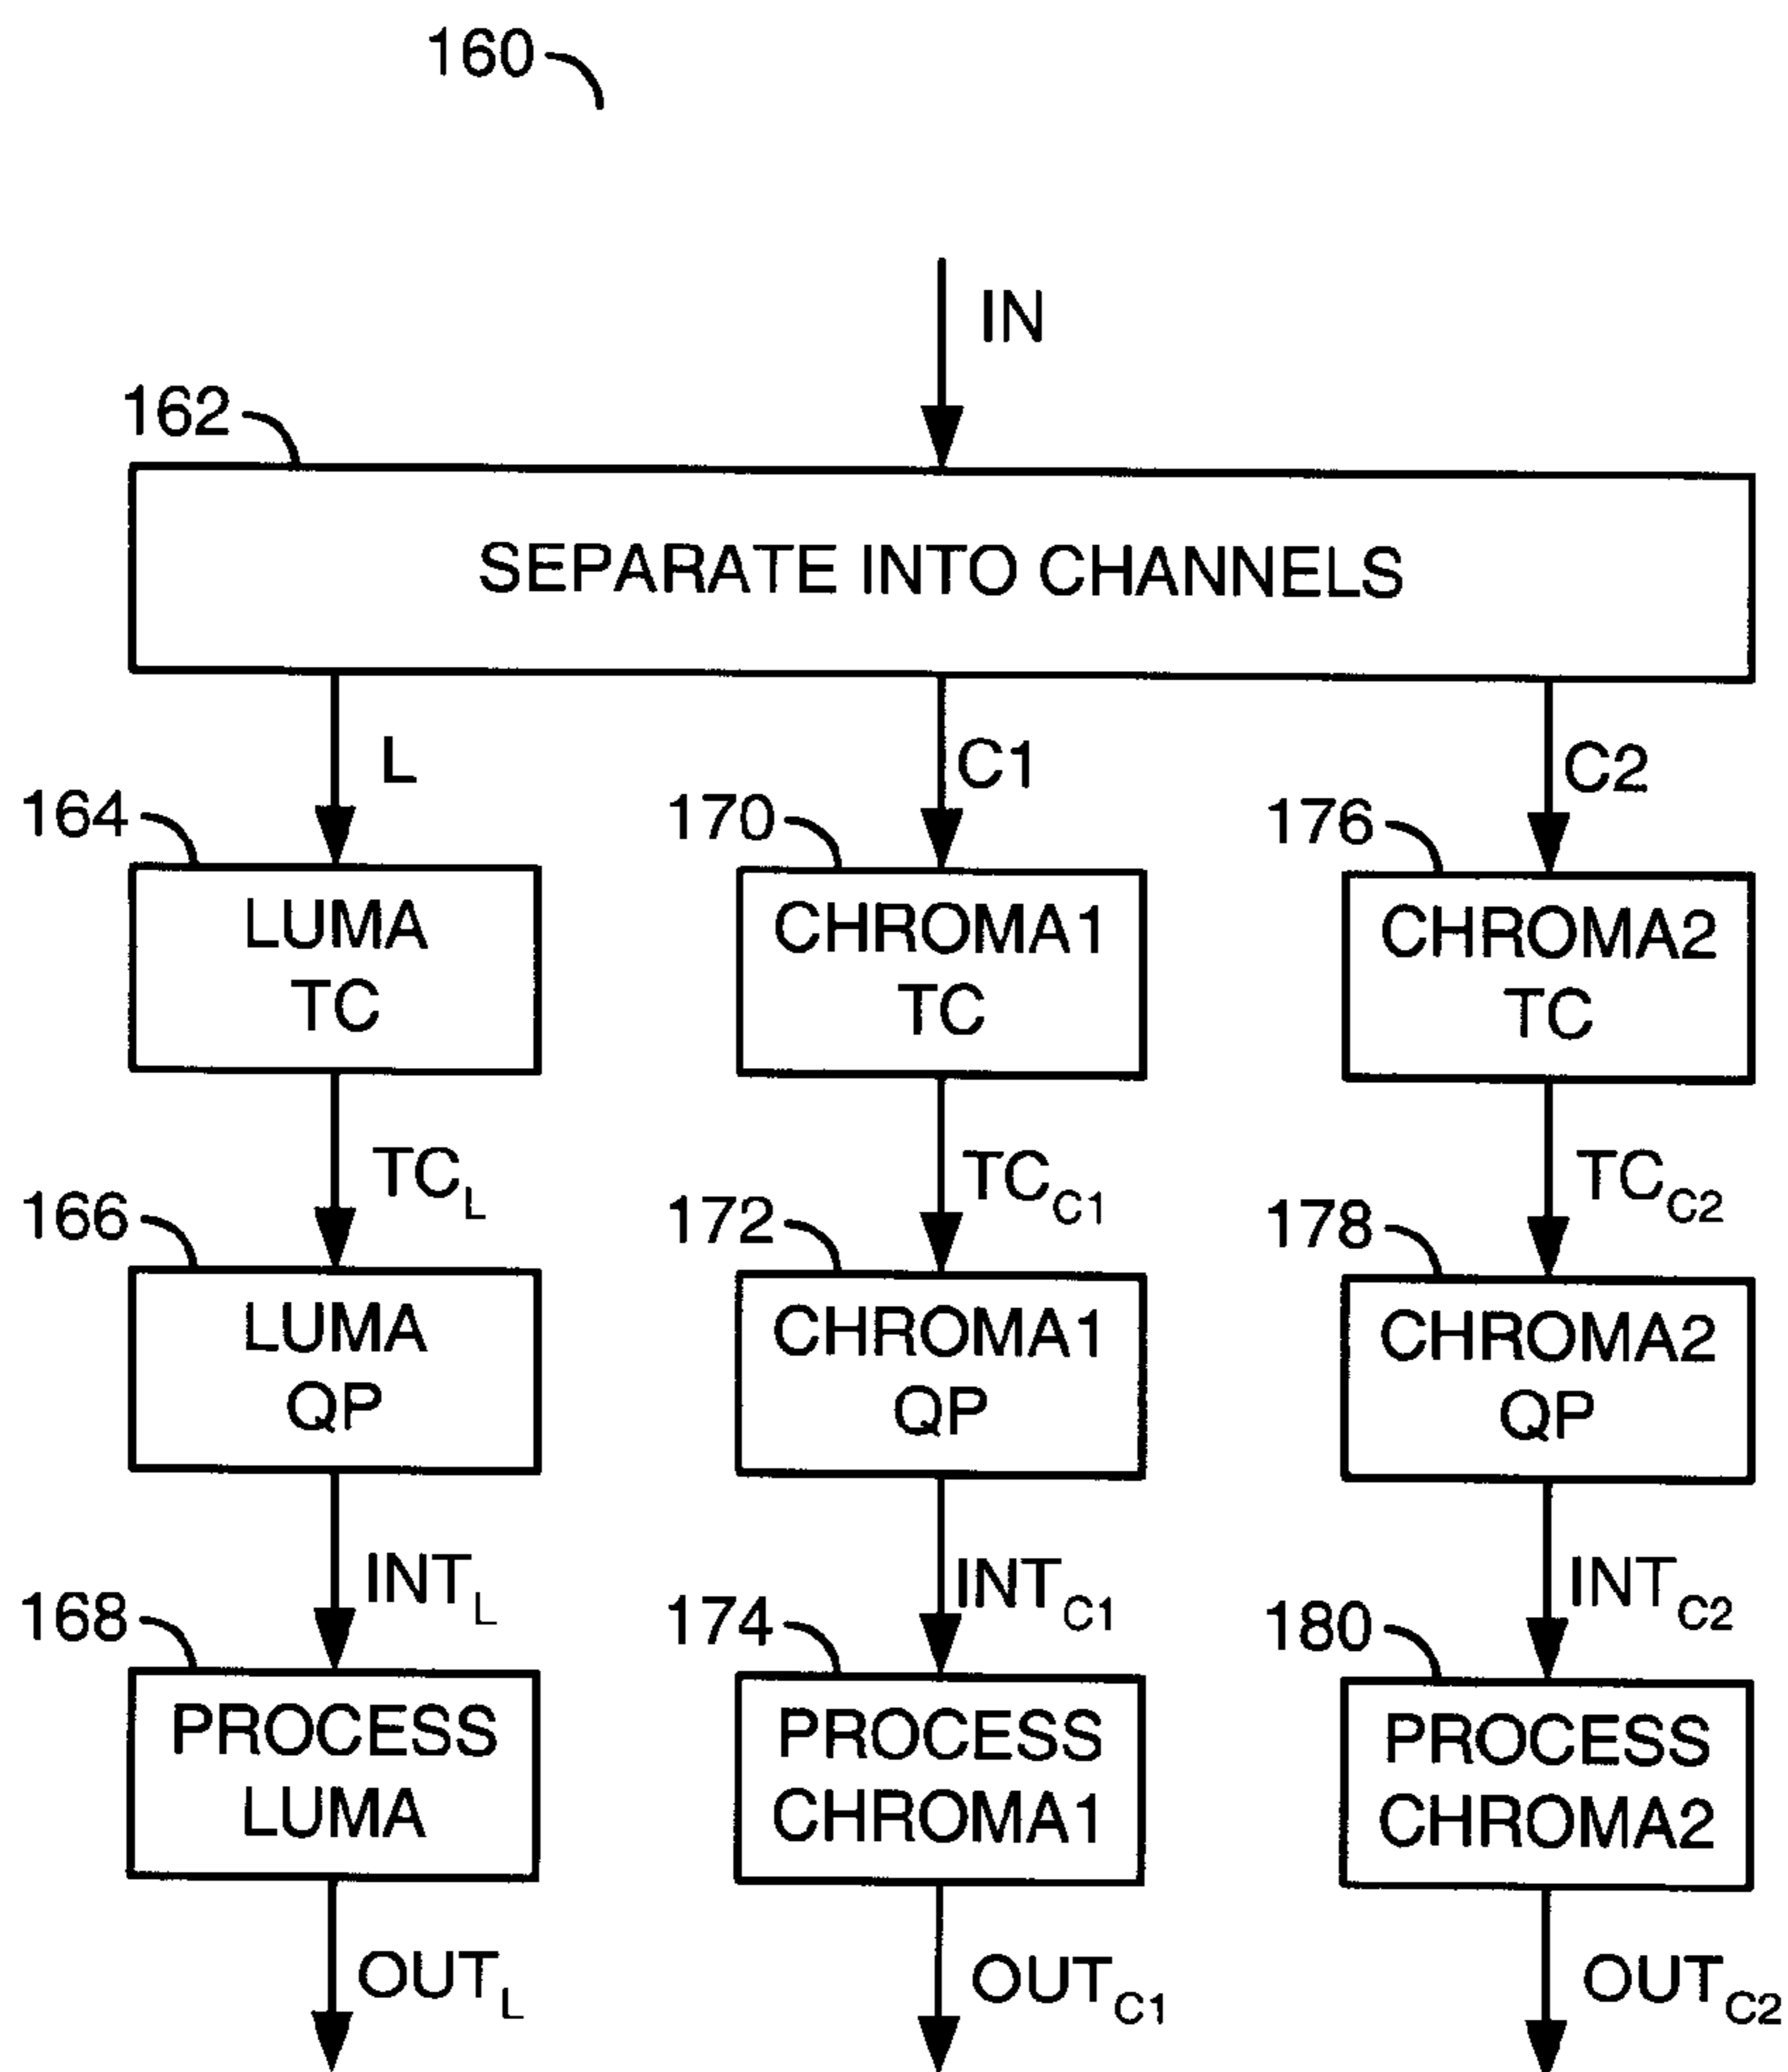 160
IN
162
SEPARATE INTO CHANNELS
L
C1
C2
164
170
176
LUMA
TC
CHROMA1
TC
CHROMA2
TC
TCL
TCC1
TCC2
166
172
178
LUMA
QP
CHROMA1
QP
CHROMA2
QP
INTL
INTC1
INTC2
168
174
180
PROCESS
LUMA
PROCESS
CHROMA1
PROCESS
CHROMA2
OUTL
OUTC1
OUTC2